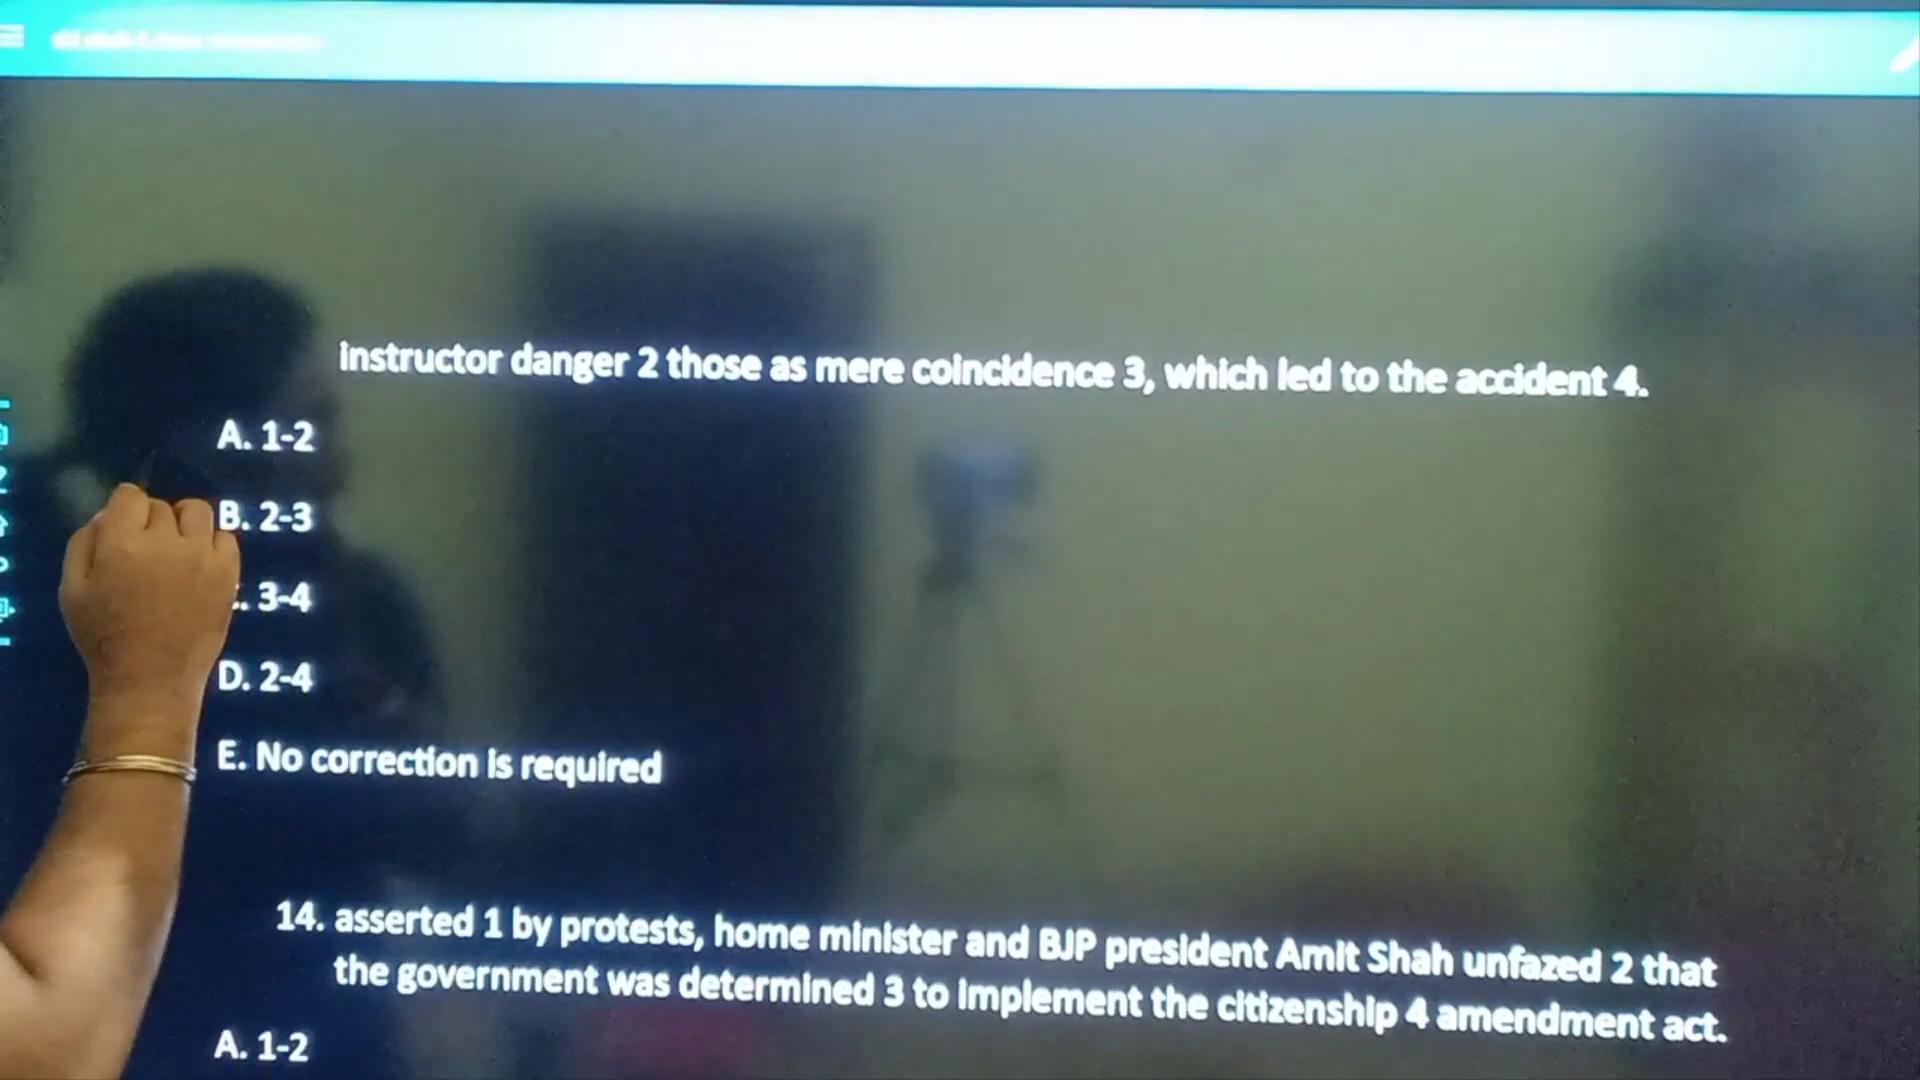 instructor danger 2 those as mere coincidence 3, which led to the accident 4.
A. 1-2
B. 2-3
. 3-4
D. 2-4
E. No correction is required
14. asserted 1 by protests, home minister and BJP president Amit Shah unfazed 2 that
the government was determined 3 to implement the citizenship 4 amendment act.
A. 1-2